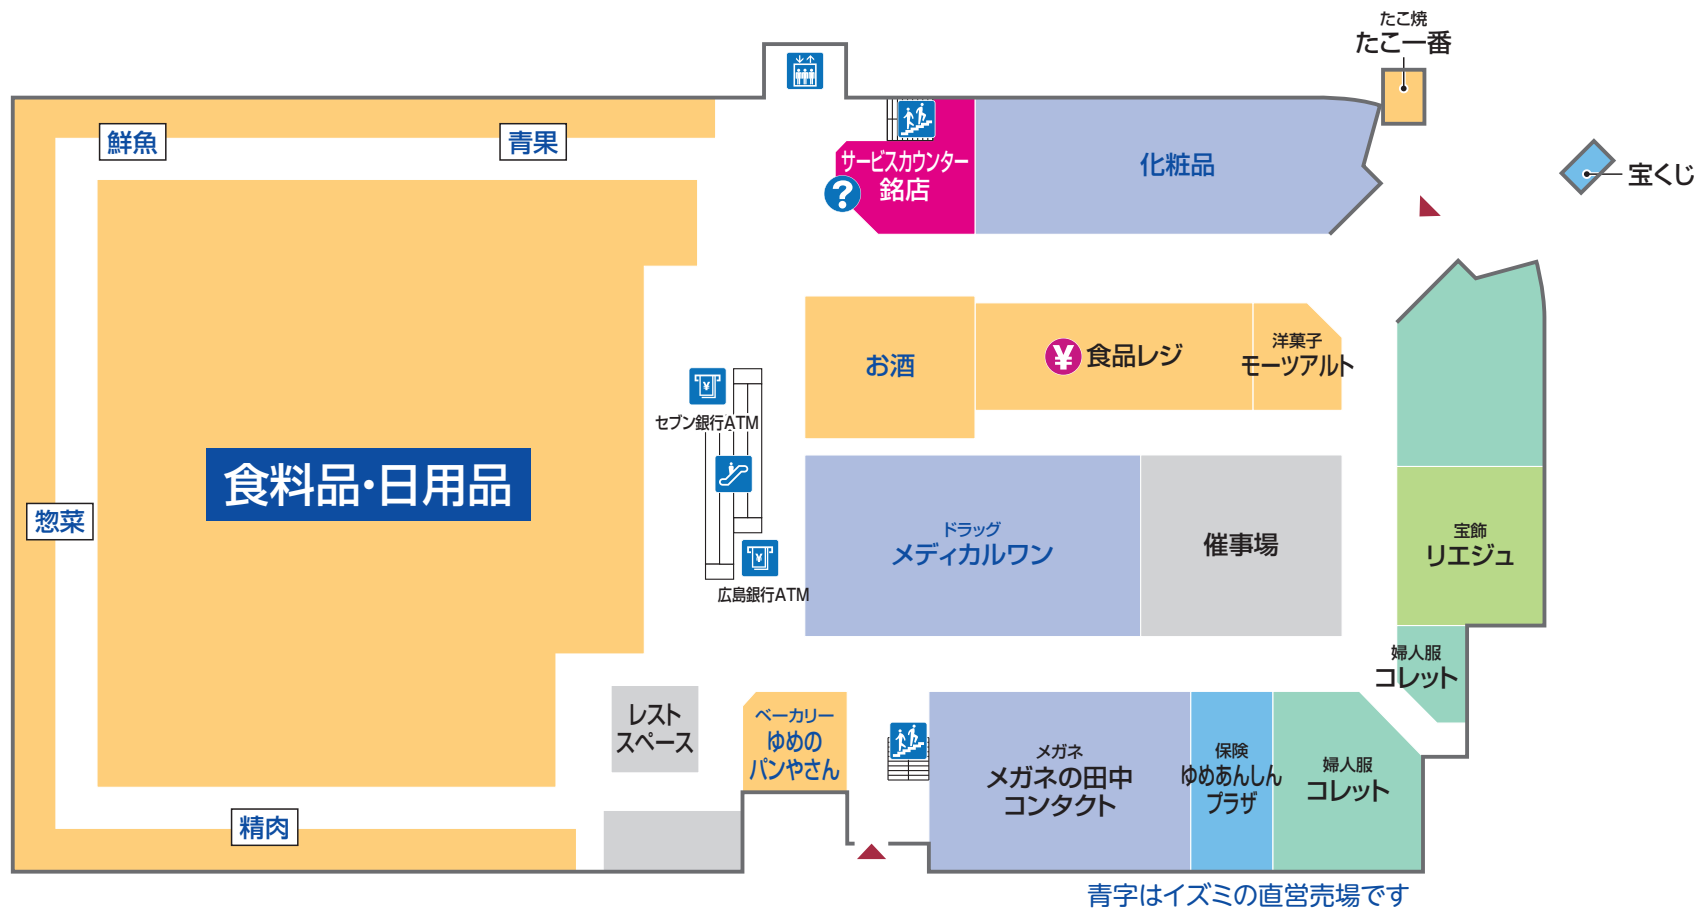 たこ焼
たこ一番
鮮魚
青果
サービスカウンター
銘店
?
化粧品
宝くじ
お酒
¥
食品レジ
洋菓子
モーツアルト
¥
セブン銀行ATM
食料品・日用品
惣菜
¥
広島銀行ATM
ドラッグ
メディカルワン
催事場
宝飾
リエジュ
婦人服
コレット
レスト
スペース
ベーカリー
ゆめの
パンやさん
メガネ
メガネの田中
コンタクト
保険
ゆめあんしん
プラザ
婦人服
コレット
精肉
青字はイズミの直営売場です